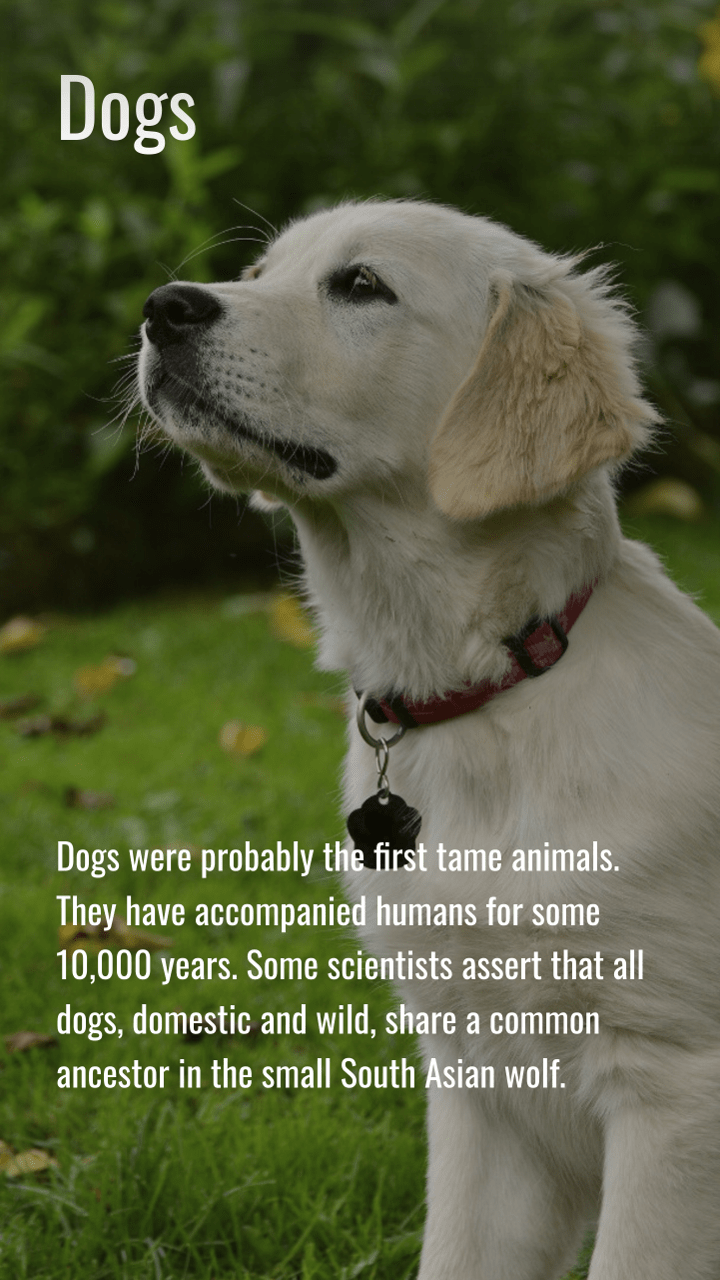 Dogs
Dogs were probably the first tame animals.
They have accompanied humans for some
10,000 years. Some scientists assert that all
dogs, domestic and wild, share a common
ancestor in the small South Asian wolf.